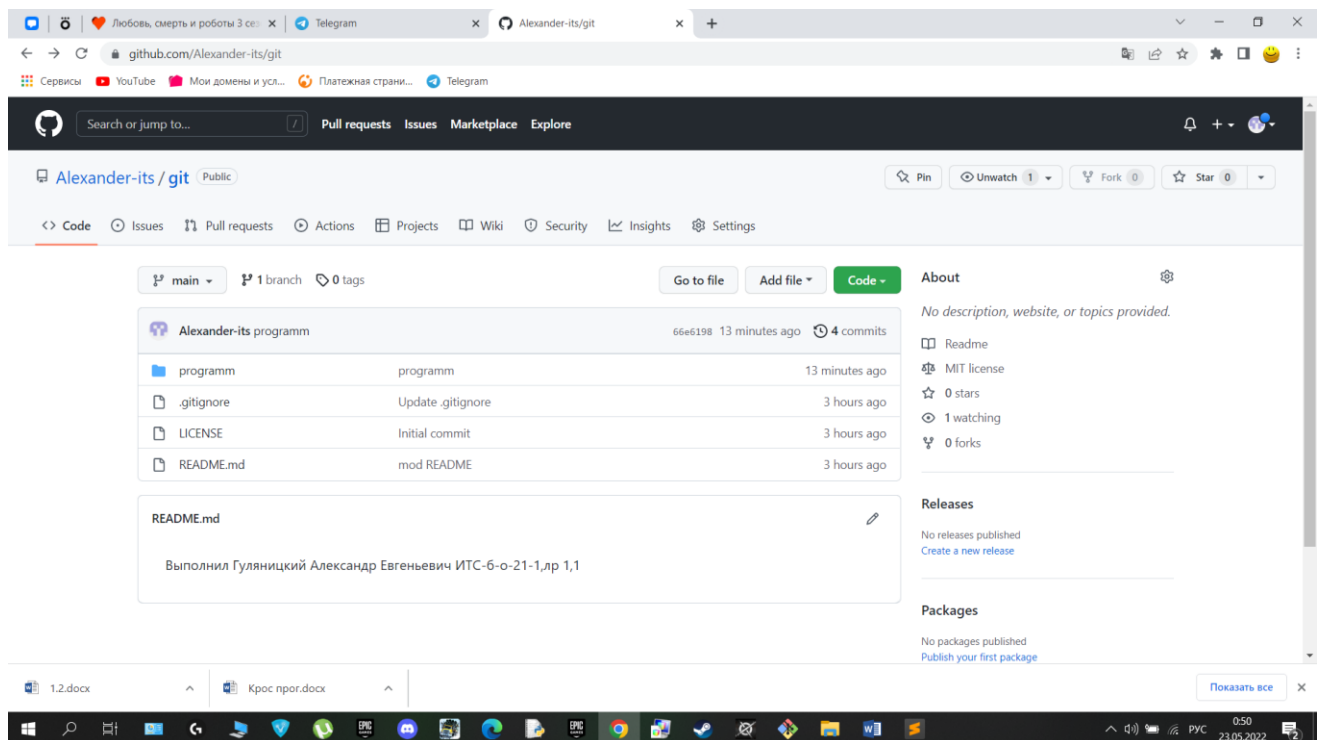 Любовь, смерть и роботы 3 сез
Telegram
Alexander-its/git
github.com/Alexander-its/git
Сервисы YouTube Мои домены и усл... Платежная страни... Telegram
Search or jump to... / Pull requests Issues Marketplace Explore
Alexander-its / git Public
Pin Unwatch 1 Fork 0 Star 0
Code Issues Pull requests Actions Projects Wiki Security Insights Settings
main 1 branch 0 tags Go to file Add file Code
Alexander-its programm 66e6198 13 minutes ago 4 commits
programm programm 13 minutes ago
.gitignore Update .gitignore 3 hours ago
LICENSE Initial commit 3 hours ago
README.md mod README 3 hours ago
README.md
Выполнил Гуляницкий Александр Евгеньевич ИТС-б-о-21-1,лр 1,1
About
No description, website, or topics provided.
Readme
MIT license
0 stars
1 watching
0 forks
Releases
No releases published
Create a new release
Packages
No packages published
Publish your first package
1.2.docx Крос прог.docx Показать все
EPIC GAMES EPIC GAMES РУС 0:50
23.05.2022 2